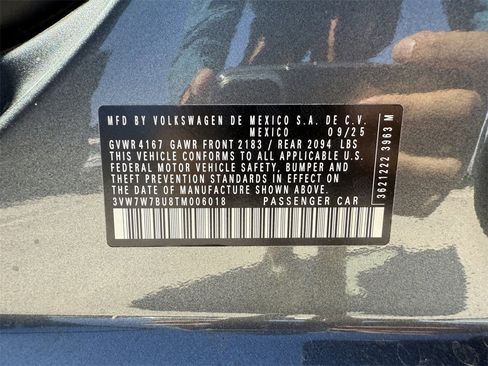 MFD BY VOLKSWAGEN DE MEXICO S.A. DE C.V.
MEXICO 09/25
GVWR 4167 GAWR FRONT 2183 / REAR 2094 LBS
THIS VEHICLE CONFORMS TO ALL APPLICABLE U.S.
FEDERAL MOTOR VEHICLE SAFETY, BUMPER AND
THEFT PREVENTION STANDARDS IN EFFECT ON THE
DATE OF MANUFACTURE SHOWN ABOVE.
3VW7W7BU8TM006018 PASSENGER CAR
3621222 3963 M